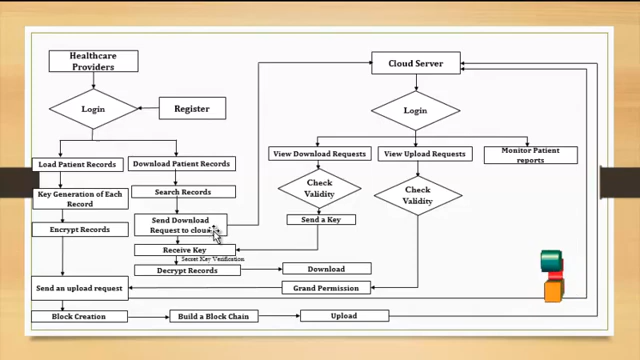 Healthcare
Providers
Cloud Server
Login
Register
Login
Load Patient Records
Download Patient Records
View Download Requests
View Upload Requests
Monitor Patient
reports
Key Generation of Each
Record
Search Records
Check
Validity
Check
Validity
Encrypt Records
Send Download
Request to cloud
Send a Key
Receive Key
Secret Key Verification
Decrypt Records
Download
Send an upload request
Grand Permission
Block Creation
Build a Block Chain
Upload